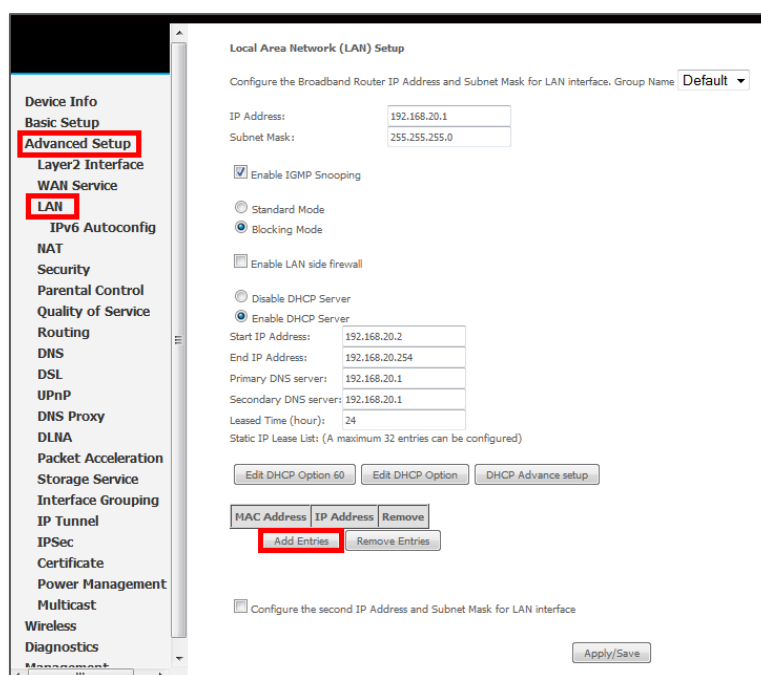 Device Info
Basic Setup
Advanced Setup
Layer2 Interface
WAN Service
LAN
IPv6 Autoconfig
NAT
Security
Parental Control
Quality of Service
Routing
DNS
DSL
UPnP
DNS Proxy
DLNA
Packet Acceleration
Storage Service
Interface Grouping
IP Tunnel
IPSec
Certificate
Power Management
Multicast
Wireless
Diagnostics
Management
Local Area Network (LAN) Setup
Configure the Broadband Router IP Address and Subnet Mask for LAN interface. Group Name Default
IP Address: 192.168.20.1
Subnet Mask: 255.255.255.0
Enable IGMP Snooping
Standard Mode
Blocking Mode
Enable LAN side firewall
Disable DHCP Server
Enable DHCP Server
Start IP Address: 192.168.20.2
End IP Address: 192.168.20.254
Primary DNS server: 192.168.20.1
Secondary DNS server: 192.168.20.1
Leased Time (hour): 24
Static IP Lease List: (A maximum 32 entries can be configured)
Edit DHCP Option 60 Edit DHCP Option DHCP Advance setup
MAC Address IP Address Remove
Add Entries Remove Entries
Configure the second IP Address and Subnet Mask for LAN interface
Apply/Save